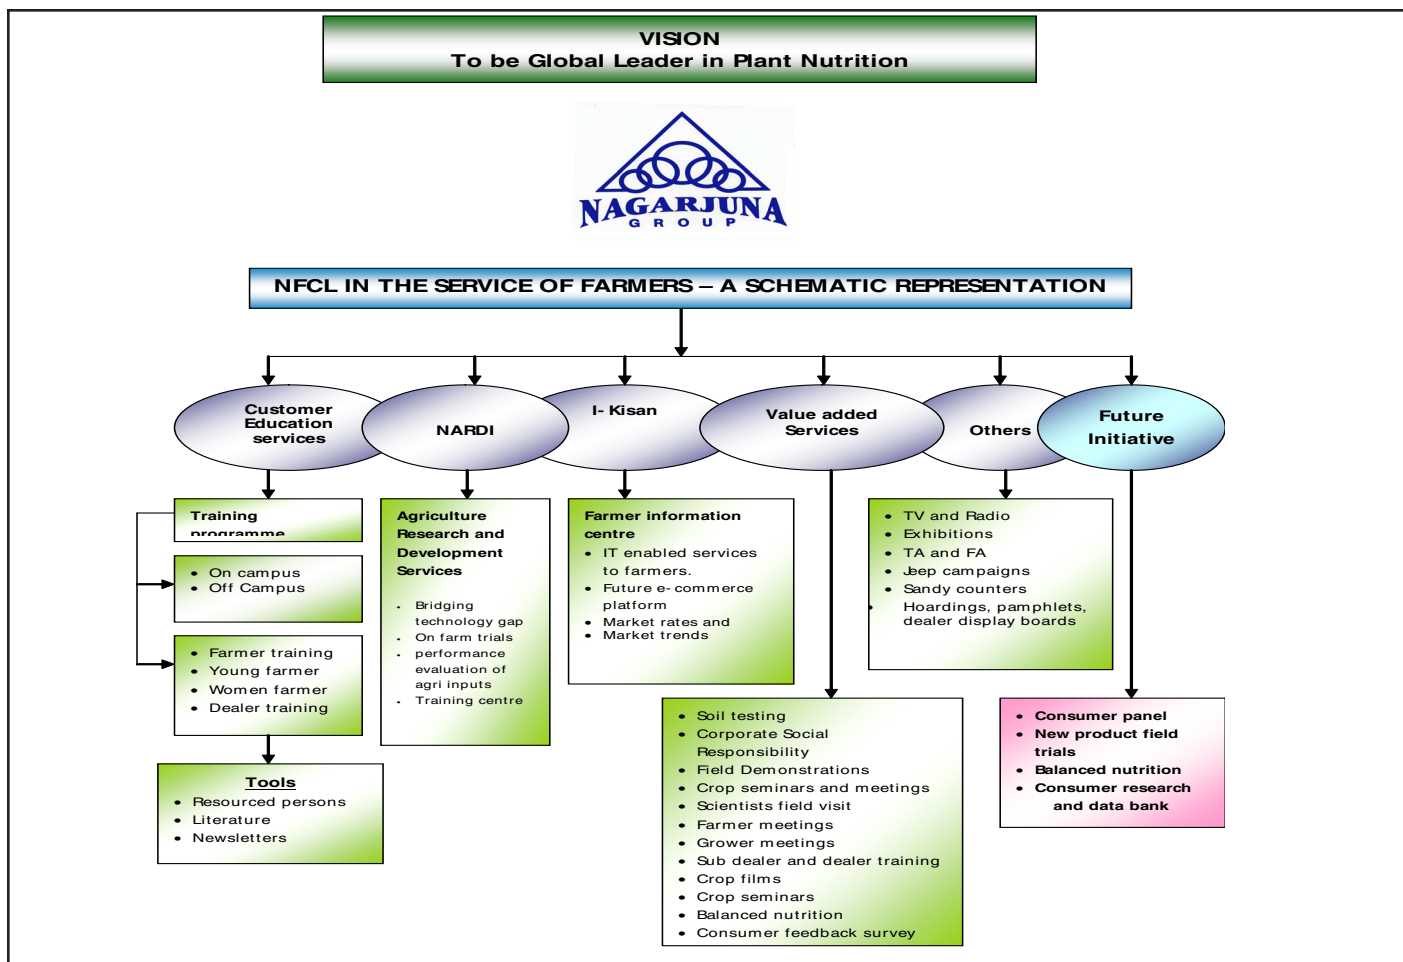 VISION
To be Global Leader in Plant Nutrition
NAGARJUNA
GROUP
NFCL IN THE SERVICE OF FARMERS – A SCHEMATIC REPRESENTATION
Customer
Education
services
NARDI
I- Kisan
Value added
Services
Others
Future
Initiative
Training
programme
• On campus
• Off Campus
• Farmer training
• Young farmer
• Women farmer
• Dealer training
Tools
• Resourced persons
• Literature
• Newsletters
Agriculture
Research and
Development
Services
• Bridging
technology gap
• On farm trials
• performance
evaluation of
agri inputs
• Training centre
Farmer information
centre
• IT enabled services
to farmers.
• Future e-commerce
platform
• Market rates and
• Market trends
• Soil testing
• Corporate Social
Responsibility
• Field Demonstrations
• Crop seminars and meetings
• Scientists field visit
• Farmer meetings
• Grower meetings
• Sub dealer and dealer training
• Crop films
• Crop seminars
• Balanced nutrition
• Consumer feedback survey
• TV and Radio
• Exhibitions
• TA and FA
• Jeep campaigns
• Sandy counters
• Hoardings, pamphlets,
dealer display boards
• Consumer panel
• New product field
trials
• Balanced nutrition
• Consumer research
and data bank